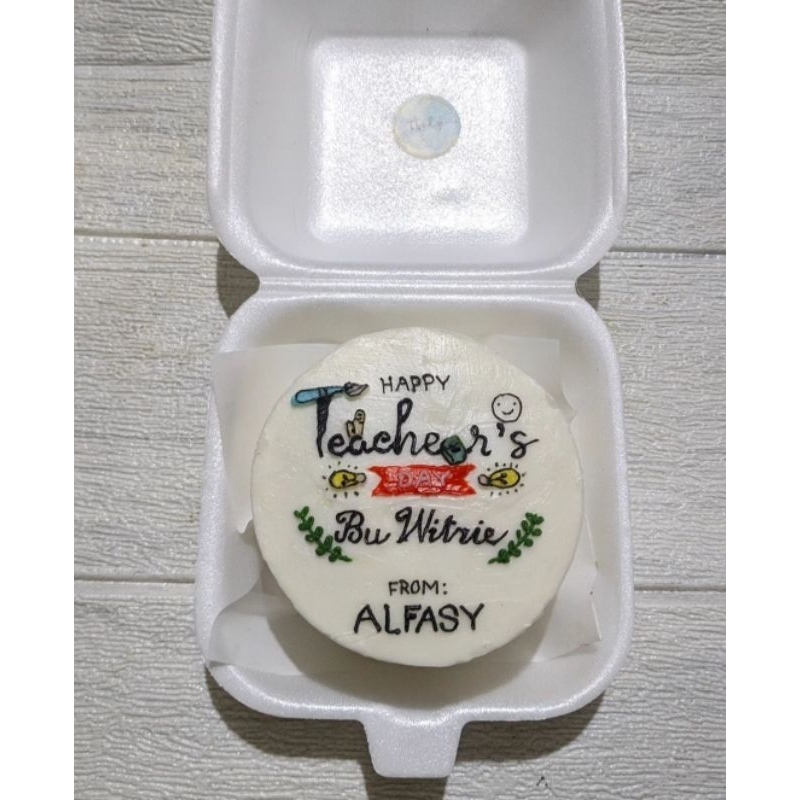 HAPPY
Teacher's
DAY
Bu Witrie
FROM:
ALFASY